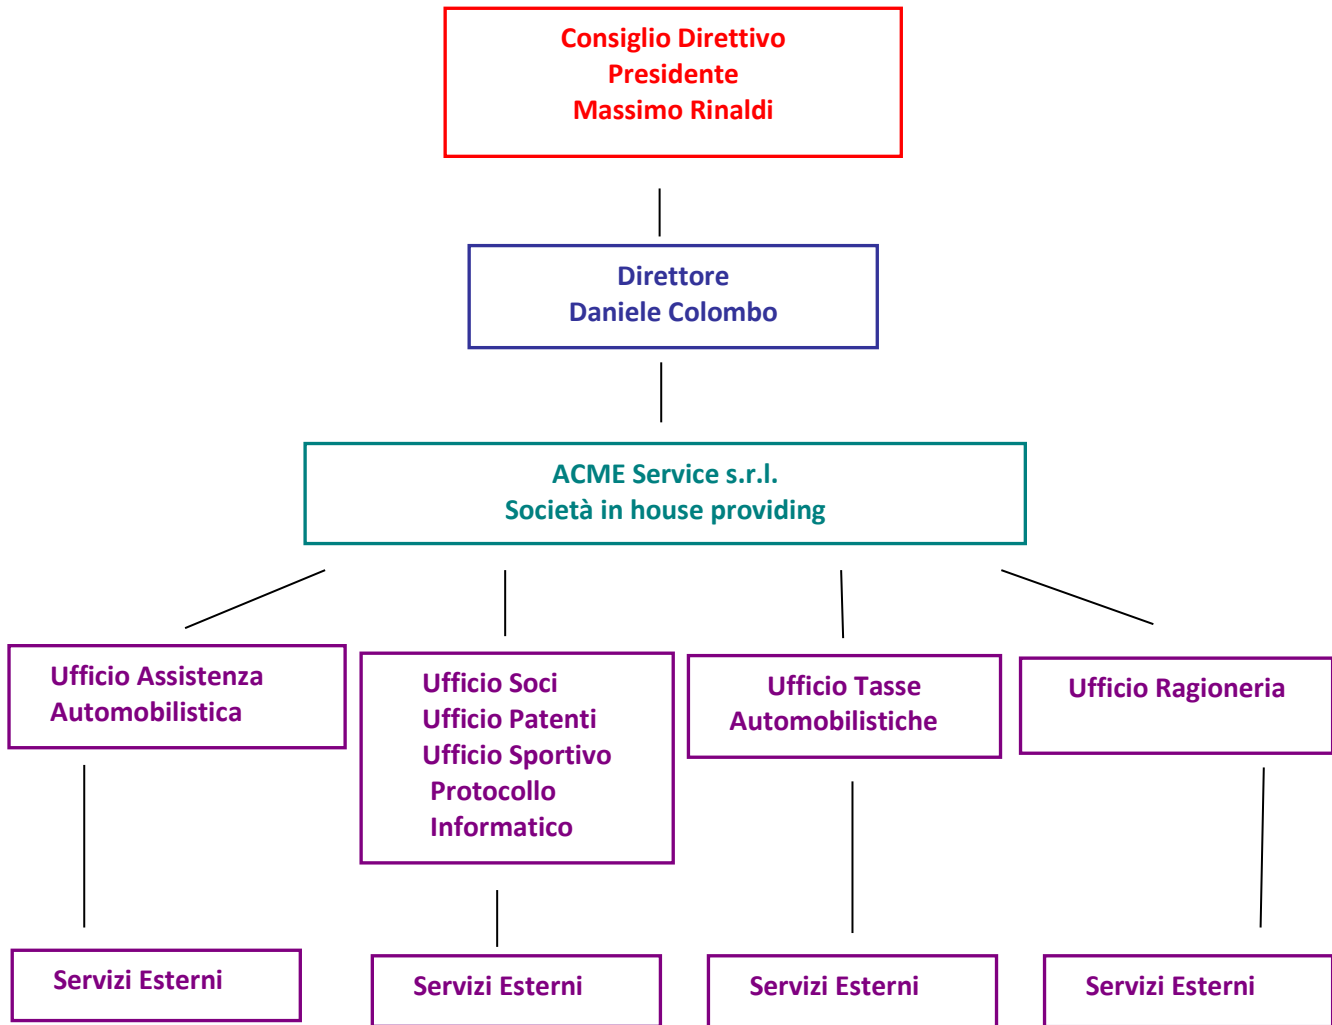 Consiglio Direttivo
Presidente
Massimo Rinaldi
Direttore
Daniele Colombo
ACME Service s.r.l.
Società in house providing
Ufficio Assistenza
Automobilistica
Ufficio Soci
Ufficio Patenti
Ufficio Sportivo
Protocollo
Informatico
Ufficio Tasse
Automobilistiche
Ufficio Ragioneria
Servizi Esterni
Servizi Esterni
Servizi Esterni
Servizi Esterni